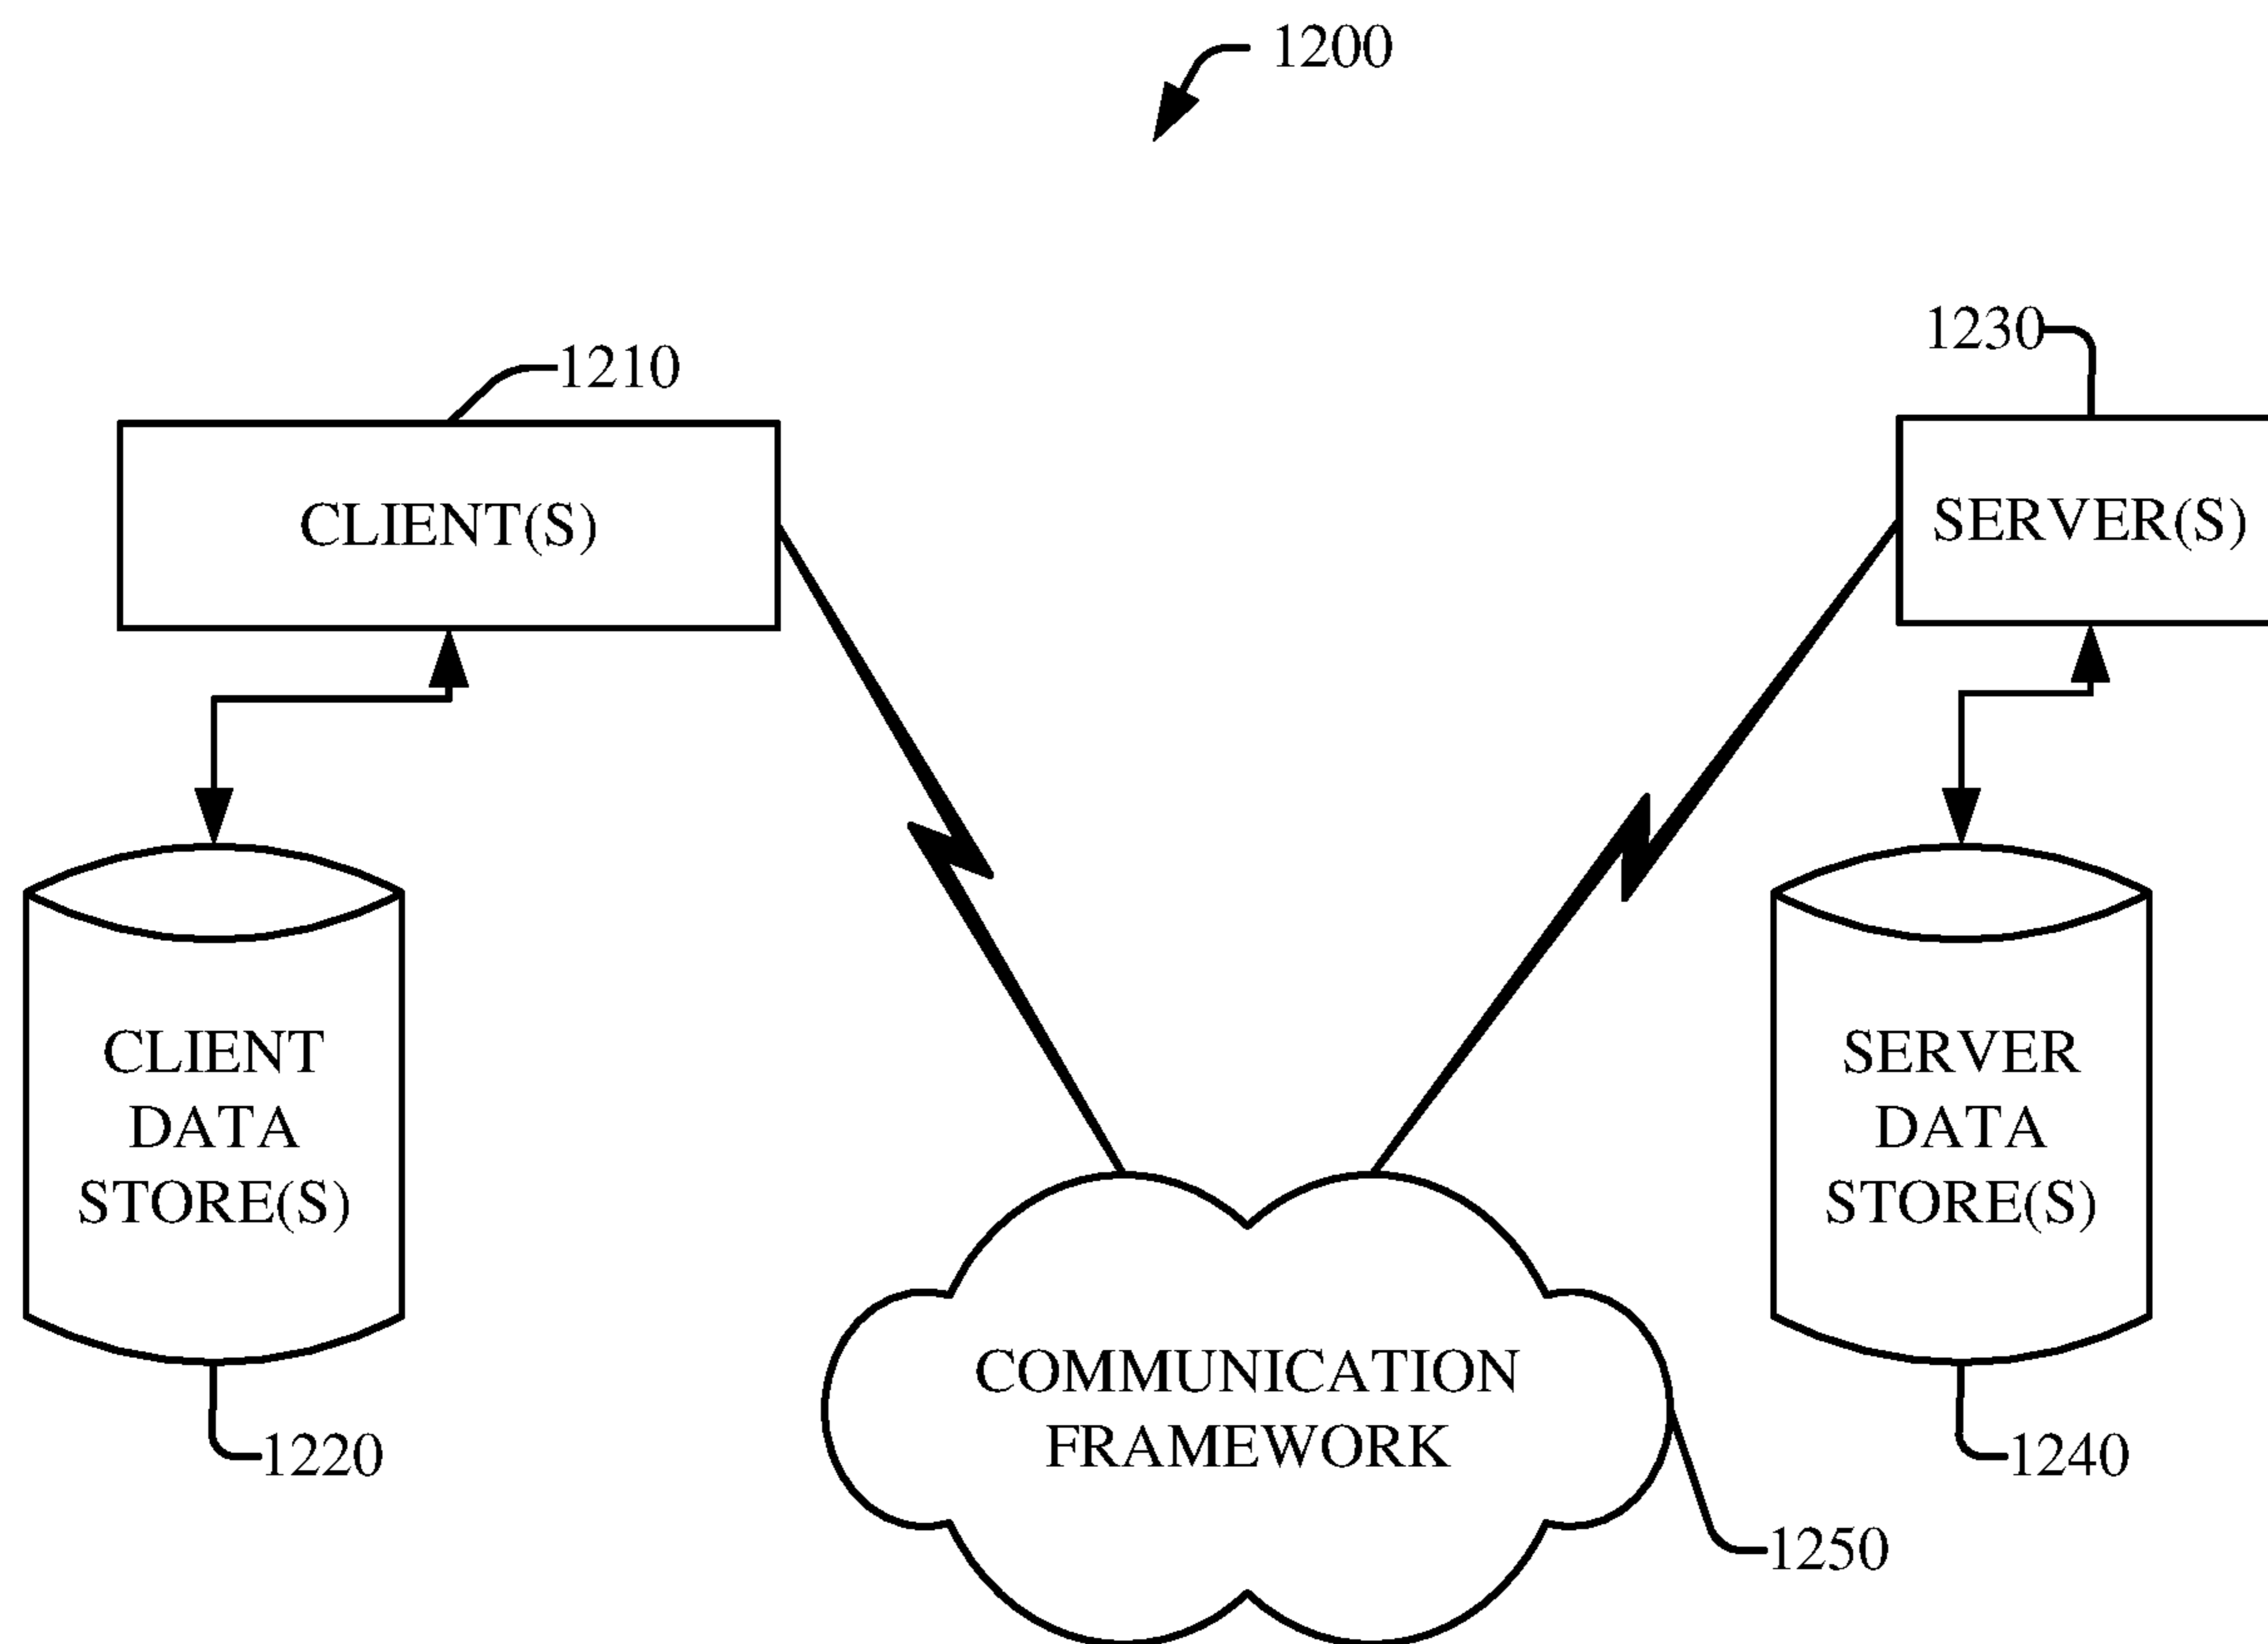 1200
1210
1230
CLIENT(S)
SERVER(S)
CLIENT
DATA
STORE(S)
SERVER
DATA
STORE(S)
COMMUNICATION
FRAMEWORK
1220
1240
1250